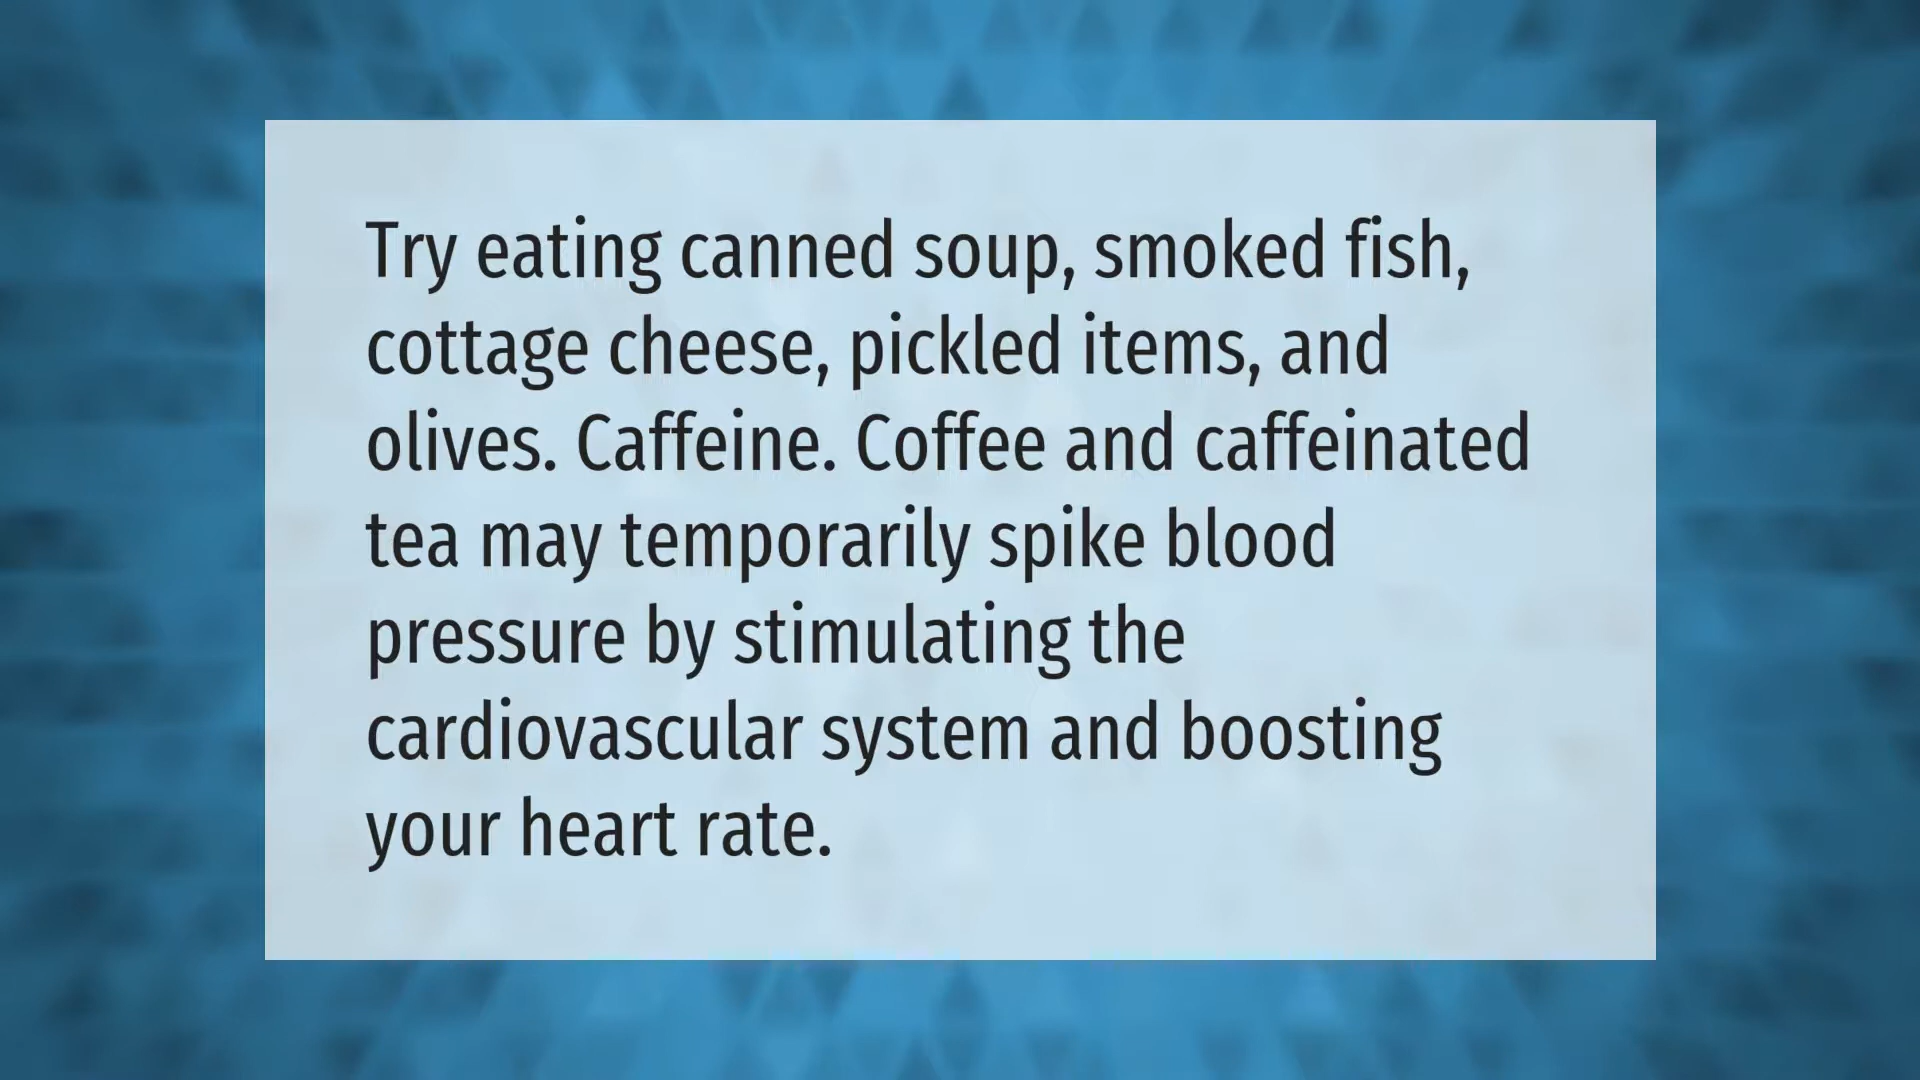 Try eating canned soup, smoked fish,
cottage cheese, pickled items, and
olives. Caffeine. Coffee and caffeinated
tea may temporarily spike blood
pressure by stimulating the
cardiovascular system and boosting
your heart rate.